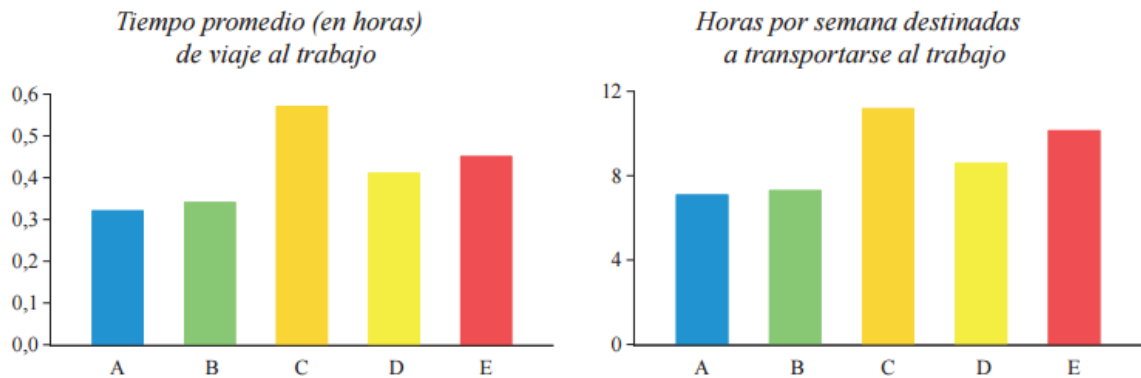 Tiempo promedio (en horas)
de viaje al trabajo
0,6
0,5
0,4
0,3
0,2
0,1
0,0
A B C D E
Horas por semana destinadas
a transportarse al trabajo
12
8
4
0
A B C D E